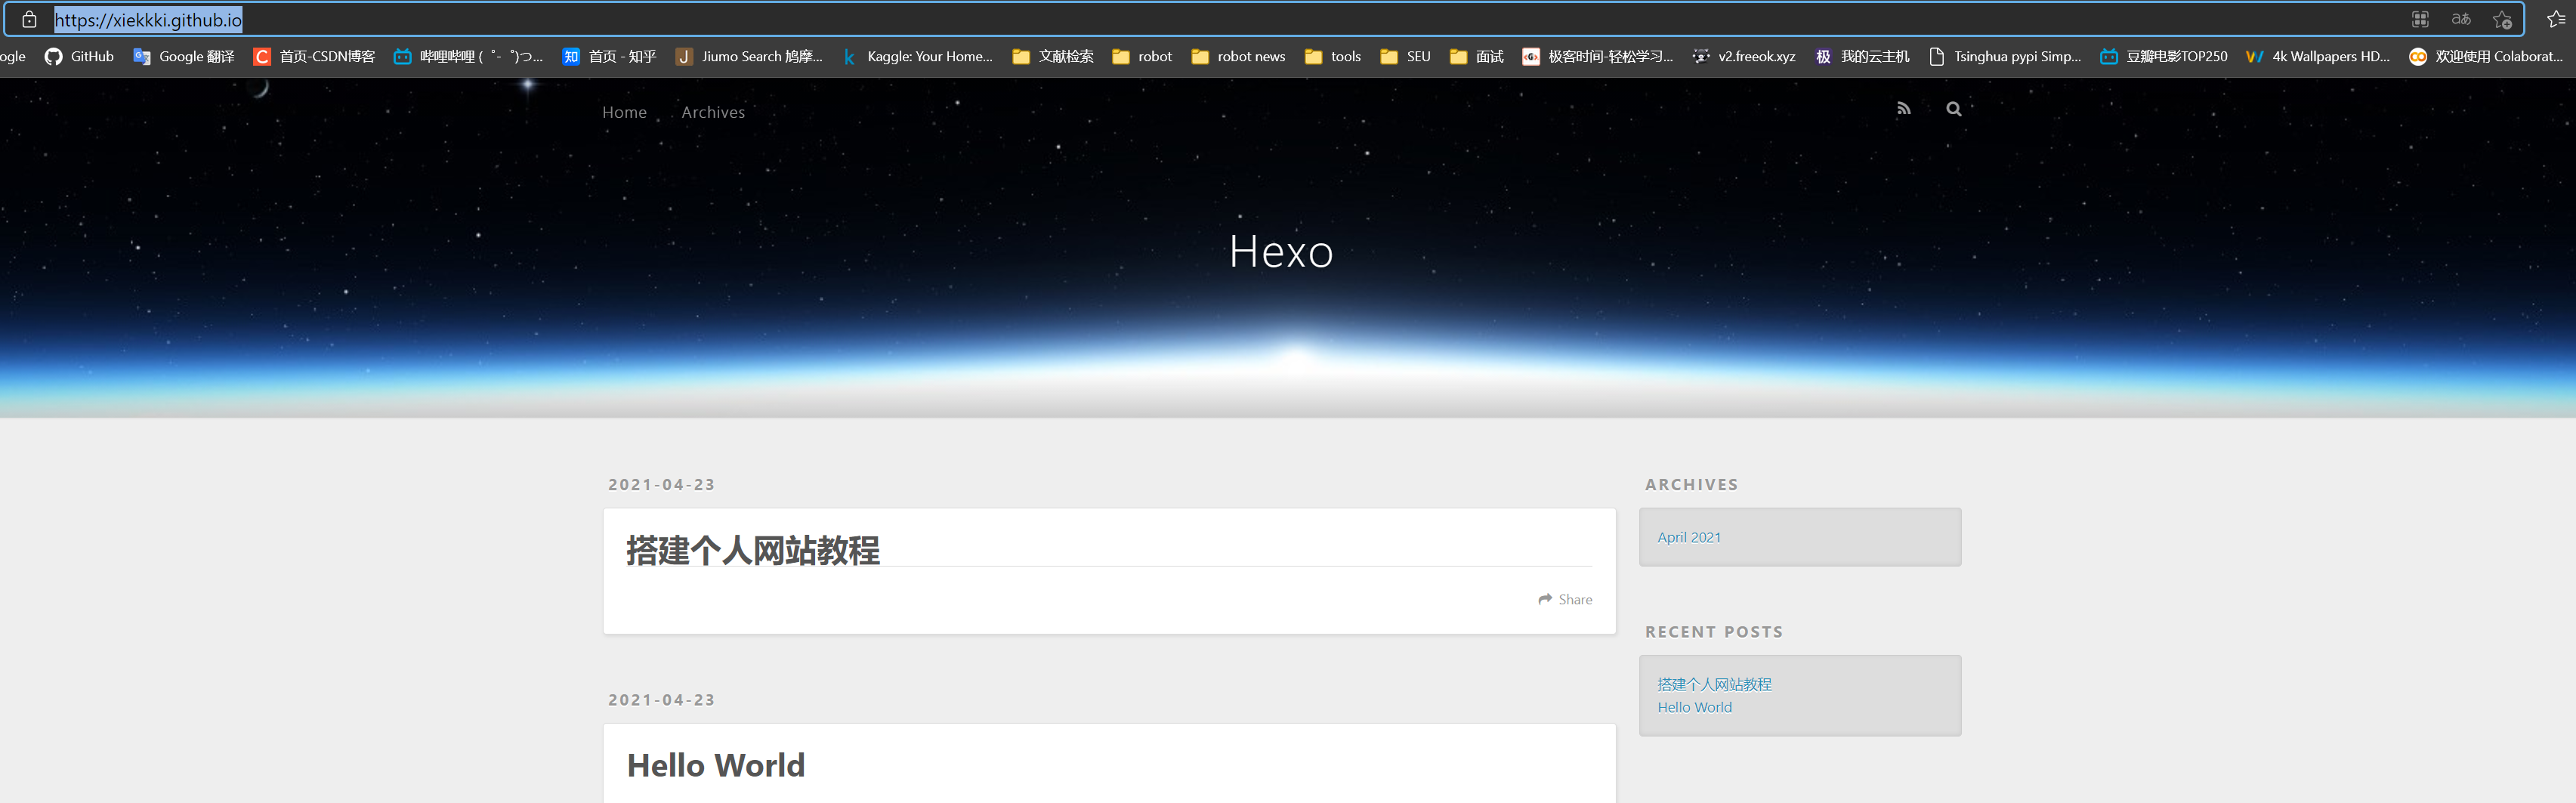 https://xiekkki.github.io
ogle GitHub Google 翻译 首页-CSDN博客 哔哩哔哩 ( ゜- ゜)つ... 首页 - 知乎 Jiumo Search 鸠摩... Kaggle: Your Home... 文献检索 robot robot news tools SEU 面试 极客时间-轻松学习... v2.freeok.xyz 我的云主机 Tsinghua pypi Simp... 豆瓣电影TOP250 4k Wallpapers HD... 欢迎使用 Colaborat...
Home Archives
Hexo
2021-04-23
搭建个人网站教程
Share
2021-04-23
Hello World
ARCHIVES
April 2021
RECENT POSTS
搭建个人网站教程
Hello World